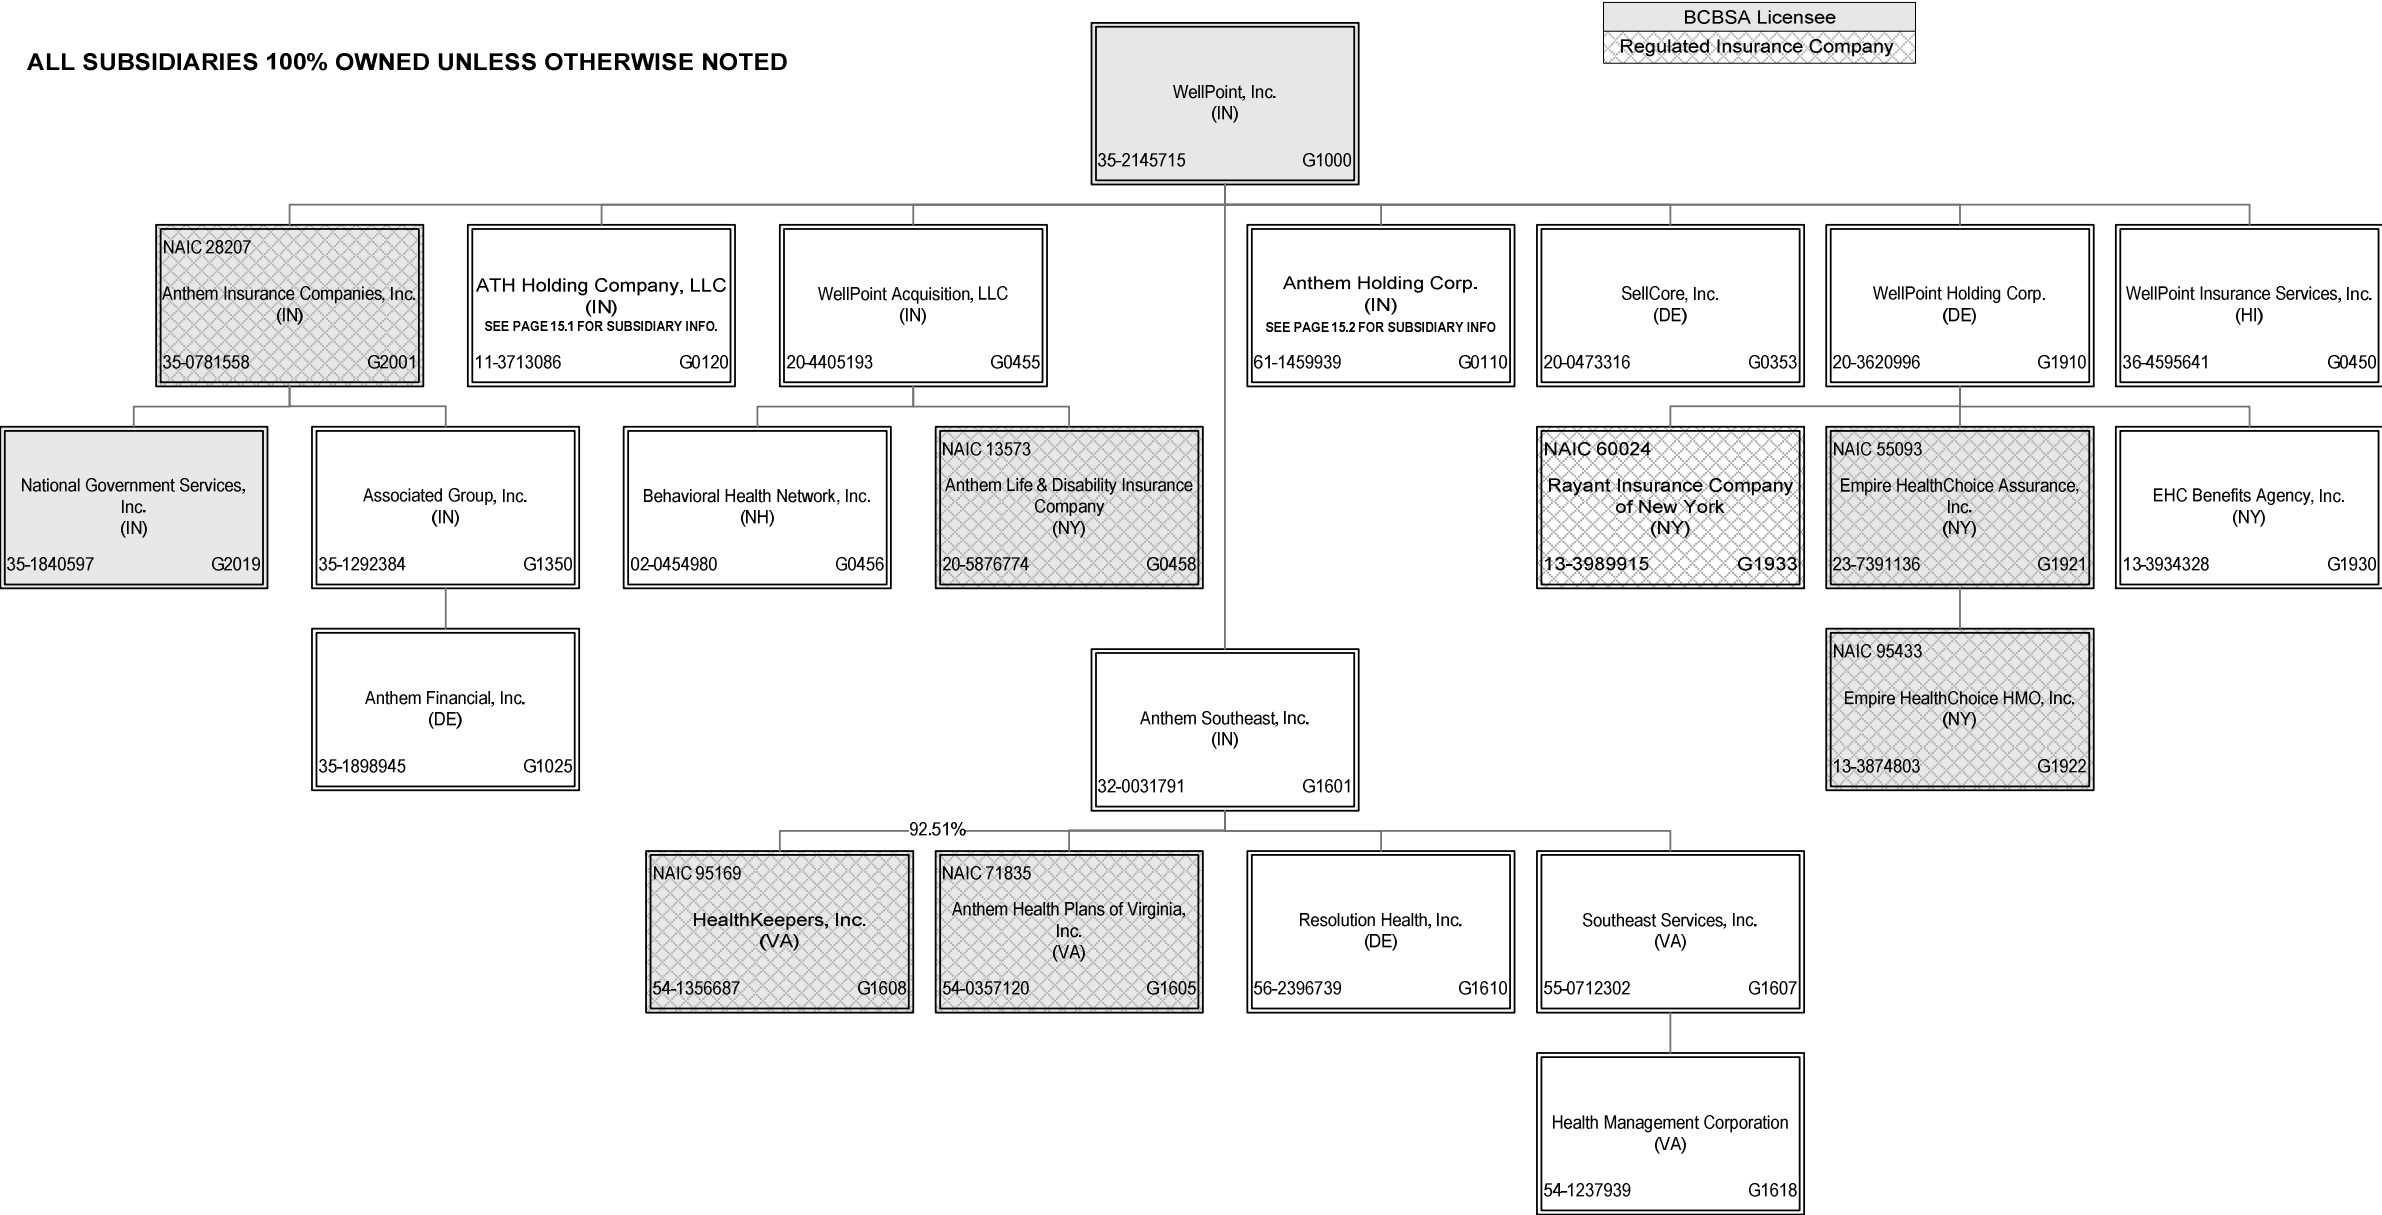 BCBSA Licensee
Regulated Insurance Company
ALL SUBSIDIARIES 100% OWNED UNLESS OTHERWISE NOTED
WellPoint, Inc.
(IN)
35-2145715 G1000
NAIC 28207
Anthem Insurance Companies, Inc.
(IN)
35-0781558 G2001
ATH Holding Company, LLC
(IN)
SEE PAGE 15.1 FOR SUBSIDIARY INFO.
11-3713086 G0120
WellPoint Acquisition, LLC
(IN)
20-4405193 G0455
Anthem Holding Corp.
(IN)
SEE PAGE 15.2 FOR SUBSIDIARY INFO
61-1459939 G0110
SellCore, Inc.
(DE)
20-0473316 G0353
WellPoint Holding Corp.
(DE)
20-3620996 G1910
WellPoint Insurance Services, Inc.
(HI)
36-4595641 G0450
National Government Services,
Inc.
(IN)
35-1840597 G2019
Associated Group, Inc.
(IN)
35-1292384 G1350
Behavioral Health Network, Inc.
(NH)
02-0454980 G0456
NAIC 13573
Anthem Life & Disability Insurance
Company
(NY)
20-5876774 G0458
NAIC 60024
Rayant Insurance Company
of New York
(NY)
13-3989915 G1933
NAIC 55093
Empire HealthChoice Assurance,
Inc.
(NY)
23-7391136 G1921
EHC Benefits Agency, Inc.
(NY)
13-3934328 G1930
Anthem Financial, Inc.
(DE)
35-1898945 G1025
Anthem Southeast, Inc.
(IN)
32-0031791 G1601
NAIC 95433
Empire HealthChoice HMO, Inc.
(NY)
13-3874803 G1922
92.51%
NAIC 95169
HealthKeepers, Inc.
(VA)
54-1356687 G1608
NAIC 71835
Anthem Health Plans of Virginia,
Inc.
(VA)
54-0357120 G1605
Resolution Health, Inc.
(DE)
56-2396739 G1610
Southeast Services, Inc.
(VA)
55-0712302 G1607
Health Management Corporation
(VA)
54-1237939 G1618